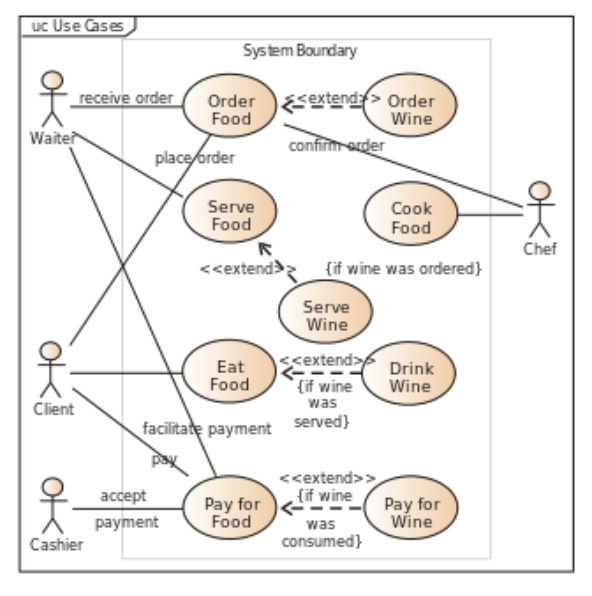 uc Use Cases
System Boundary
receive order
Order
Food
<<extend>>
Order
Wine
Waiter
place order
confirm order
Serve
Food
Cook
Food
Chef
<<extend>>
{if wine was ordered}
Serve
Wine
Client
Eat
Food
<<extend>>
{if wine
was
served}
Drink
Wine
facilitate payment
pay
Cashier
accept
payment
Pay for
Food
<<extend>>
{if wine
was
consumed}
Pay for
Wine